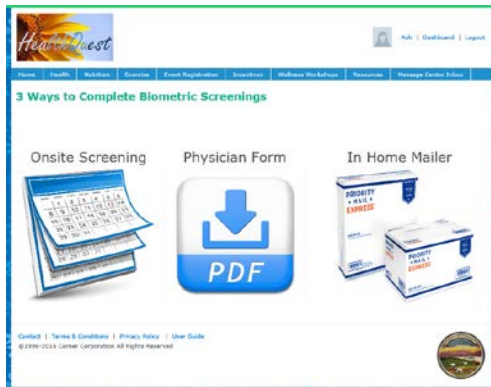 HealthQuest
Ash | Dashboard | Logout
Home Health Nutrition Exercise Event Registration Incentives Wellness Workshops Resources Message Center Inbox
3 Ways to Complete Biometric Screenings
Onsite Screening Physician Form In Home Mailer
PRIORITY
MAIL
EXPRESS
PRIORITY
MAIL
EXPRESS
PDF
Contact | Terms & Conditions | Privacy Policy | User Guide
©1996-2016 Cerner Corporation All Rights Reserved